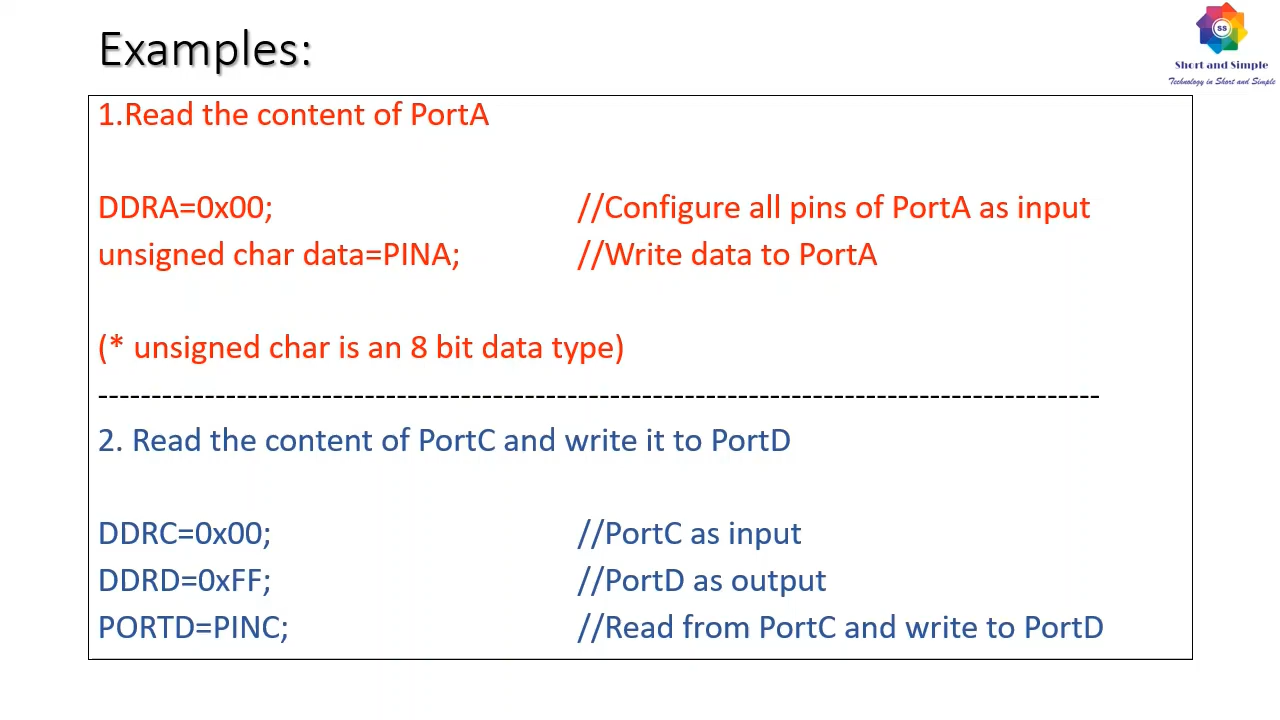 Examples:
SS
Short and Simple
Technology in Short and Simple
1.Read the content of PortA
DDRA=0x00; //Configure all pins of PortA as input
unsigned char data=PINA; //Write data to PortA
(* unsigned char is an 8 bit data type)
--------------------------------------------------------------------------------------------
2. Read the content of PortC and write it to PortD
DDRC=0x00; //PortC as input
DDRD=0xFF; //PortD as output
PORTD=PINC; //Read from PortC and write to PortD